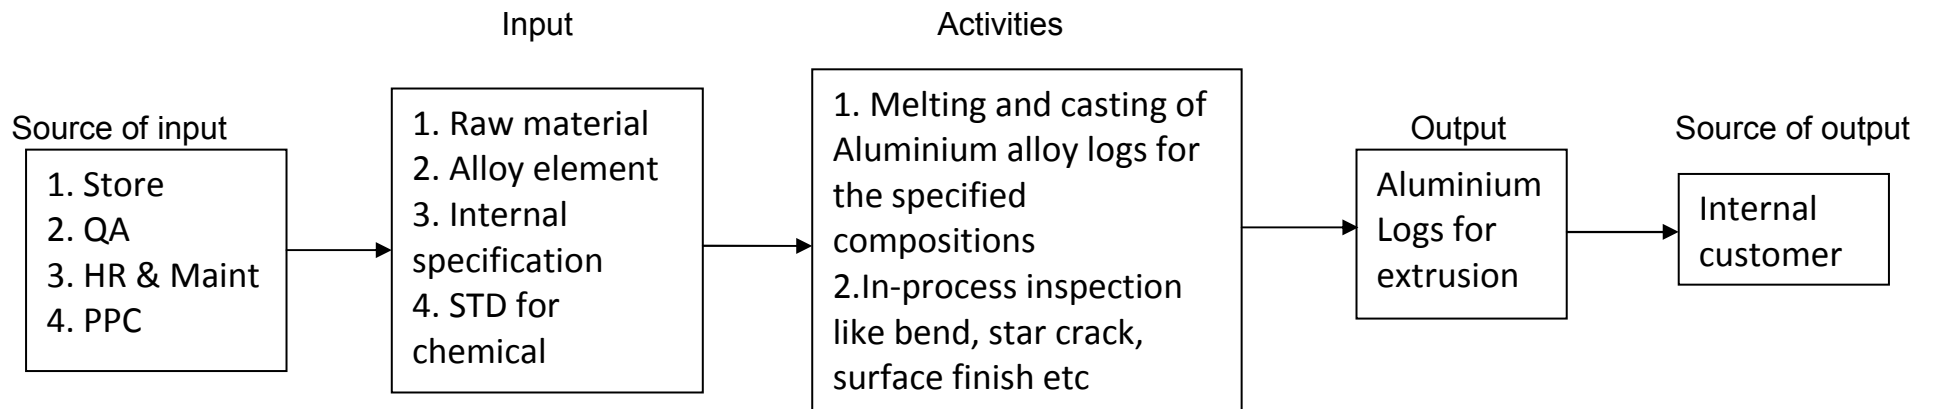 Input
Activities
Source of input
1. Store
2. QA
3. HR & Maint
4. PPC
1. Raw material
2. Alloy element
3. Internal
specification
4. STD for
chemical
1. Melting and casting of
Aluminium alloy logs for
the specified
compositions
2.In-process inspection
like bend, star crack,
surface finish etc
Output
Aluminium
Logs for
extrusion
Source of output
Internal
customer